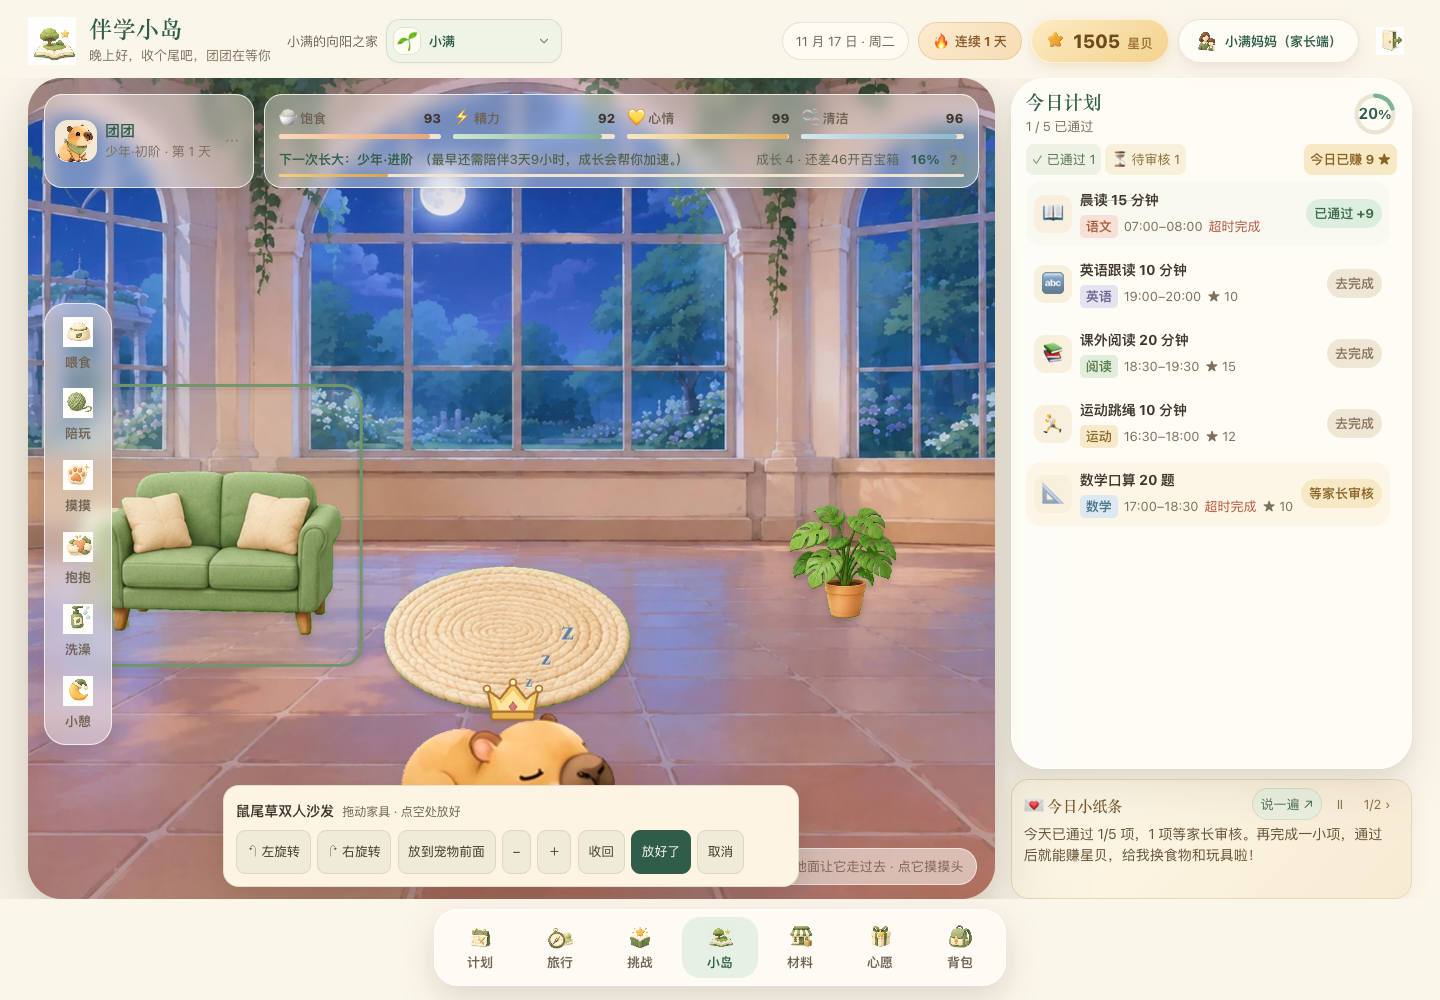 伴学小岛
晚上好，收个尾吧，团团在等你
小满的向阳之家
小满
11 月 17 日 · 周二
连续 1 天
1505 星贝
小满妈妈（家长端）
团团
少年·初阶 · 第 1 天
...
饱食 93
精力 92
心情 99
清洁 96
下一次长大：少年·进阶 （最早还需陪伴3天9小时，成长会帮你加速。）
成长 4 · 还差46开百宝箱 16% ?
喂食
陪玩
摸摸
抱抱
洗澡
小憩
z
z
z
鼠尾草双人沙发 拖动家具 · 点空处放好
左旋转
右旋转
放到宠物前面
−
+
收回
放好了
取消
地面让它走过去 · 点它摸摸头
今日计划
1 / 5 已通过
20%
✓ 已通过 1
待审核 1
今日已赚 9 ★
晨读 15 分钟
语文 07:00–08:00 超时完成
已通过 +9
英语跟读 10 分钟
abc
英语 19:00–20:00 ★ 10
去完成
课外阅读 20 分钟
阅读 18:30–19:30 ★ 15
去完成
运动跳绳 10 分钟
运动 16:30–18:00 ★ 12
去完成
数学口算 20 题
数学 17:00–18:30 超时完成 ★ 10
等家长审核
今日小纸条
说一遍 ↗
II
1/2 ›
今天已通过 1/5 项，1 项等家长审核。再完成一小项，通过
后就能赚星贝，给我换食物和玩具啦！
计划
旅行
挑战
小岛
材料
心愿
背包